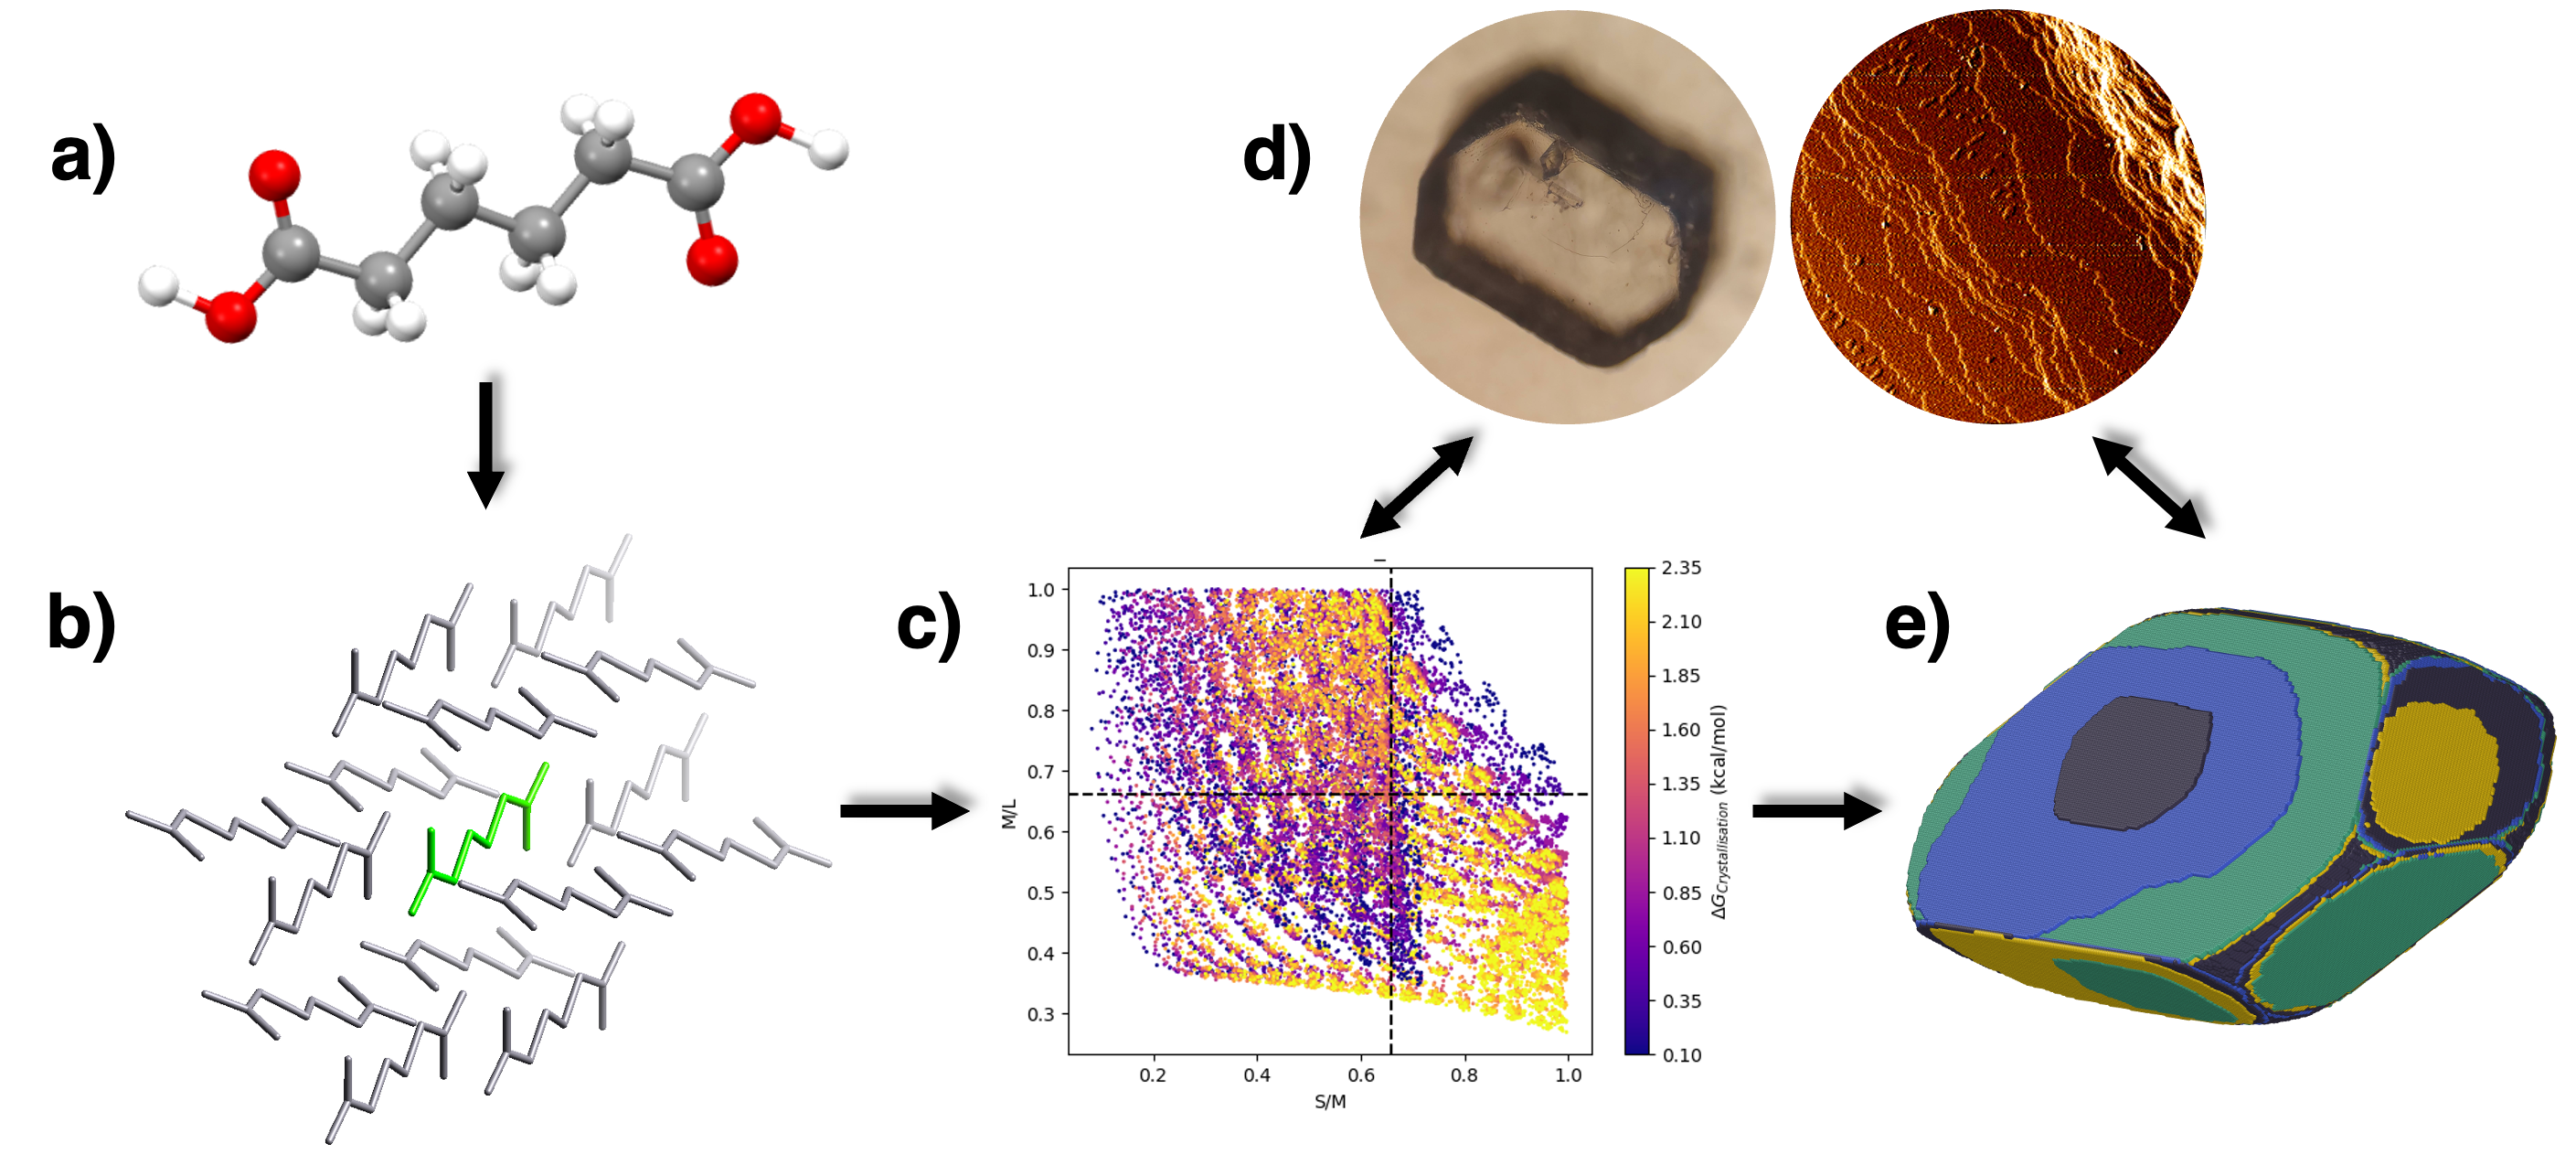 a)
d)
b)
c)
e)
1.0
0.9
0.8
0.7
0.6
0.5
0.4
0.3
M/L
0.2 0.4 0.6 0.8 1.0
S/M
2.35
2.10
1.85
1.60
1.35
1.10
0.85
0.60
0.35
0.10
ΔG_Crystallisation (kcal/mol)